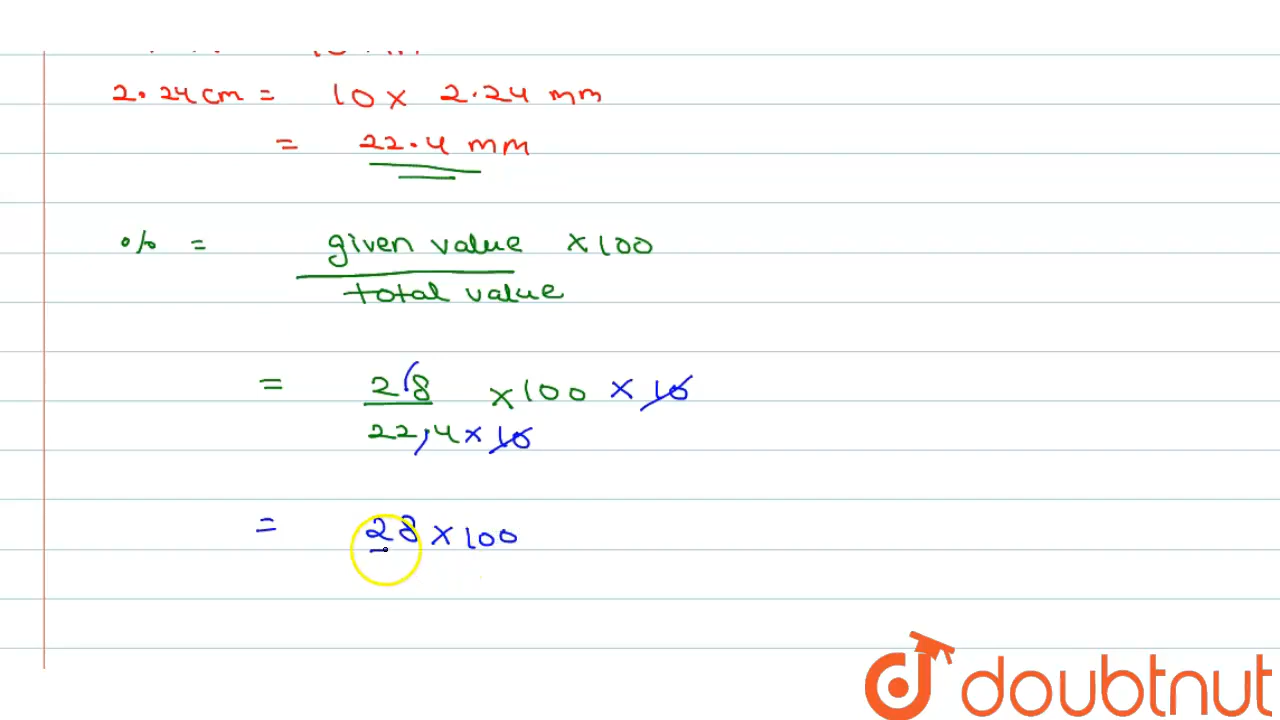 2.24 cm = 10 × 2.24 mm
= 22.4 mm
% = given value × 100
total value
= 2.8 × 100 × 10
22.4 × 10
= 28 × 100
doubtnut